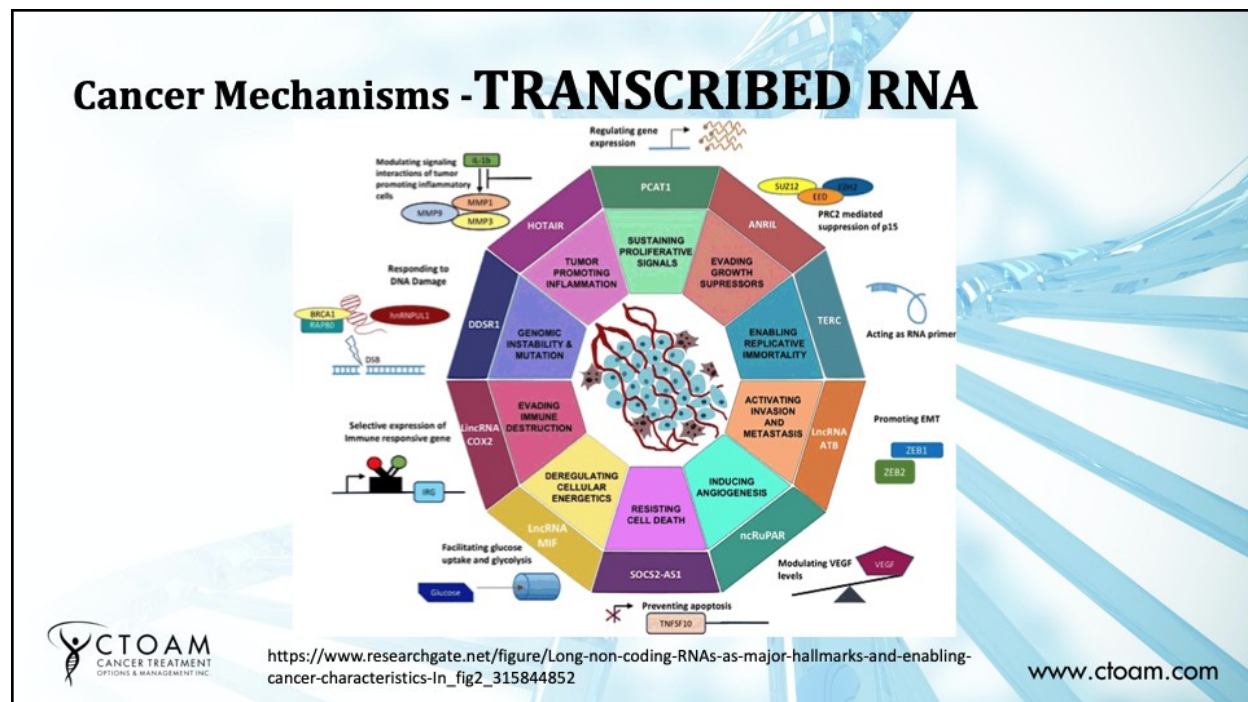 Cancer Mechanisms -TRANSCRIBED RNA
Regulating gene
expression
Modulating signaling
interactions of tumor
promoting inflammatory
cells
IL-1b
MMP1
MMP9
MMP3
PCAT1
SUSTAINING
PROLIFERATIVE
SIGNALS
SUZ12
EZH2
EED
PRC2 mediated
suppression of p15
ANRIL
EVADING
GROWTH
SUPRESSORS
TERC
ENABLING
REPLICATIVE
IMMORTALITY
Acting as RNA primer
LncRNA
ATB
ACTIVATING
INVASION
AND
METASTASIS
Promoting EMT
ZEB1
ZEB2
ncRuPAR
INDUCING
ANGIOGENESIS
Modulating VEGF
levels
VEGF
SOCS2-AS1
RESISTING
CELL DEATH
Preventing apoptosis
TNFSF10
LncRNA
MIF
DEREGULATING
CELLULAR
ENERGETICS
Facilitating glucose
uptake and glycolysis
Glucose
LincRNA
COX2
EVADING
IMMUNE
DESTRUCTION
Selective expression of
Immune responsive gene
IRG
DDSR1
GENOMIC
INSTABILITY &
MUTATION
Responding to
DNA Damage
BRCA1
RAP80
hnRNPUL1
DSB
HOTAIR
TUMOR
PROMOTING
INFLAMMATION
CTOAM
CANCER TREATMENT
OPTIONS & MANAGEMENT INC.
https://www.researchgate.net/figure/Long-non-coding-RNAs-as-major-hallmarks-and-enabling-
cancer-characteristics-In_fig2_315844852
www.ctoam.com